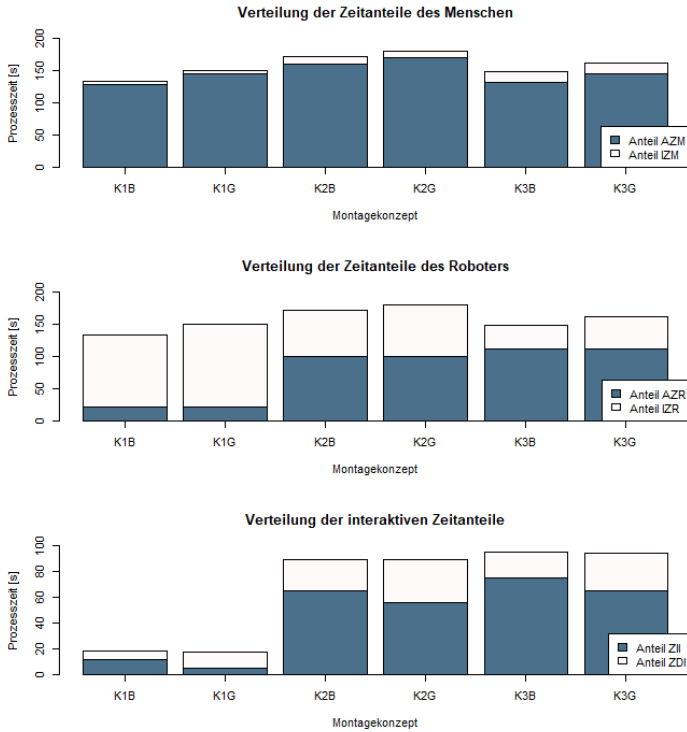 Verteilung der Zeitanteile des Menschen
Prozesszeit [s]
200
150
100
50
0
K1B K1G K2B K2G K3B K3G
Montagekonzept
Anteil AZM
Anteil IZM
Verteilung der Zeitanteile des Roboters
Prozesszeit [s]
200
150
100
50
0
K1B K1G K2B K2G K3B K3G
Montagekonzept
Anteil AZR
Anteil IZR
Verteilung der interaktiven Zeitanteile
Prozesszeit [s]
100
80
60
40
20
0
K1B K1G K2B K2G K3B K3G
Montagekonzept
Anteil ZII
Anteil ZDI